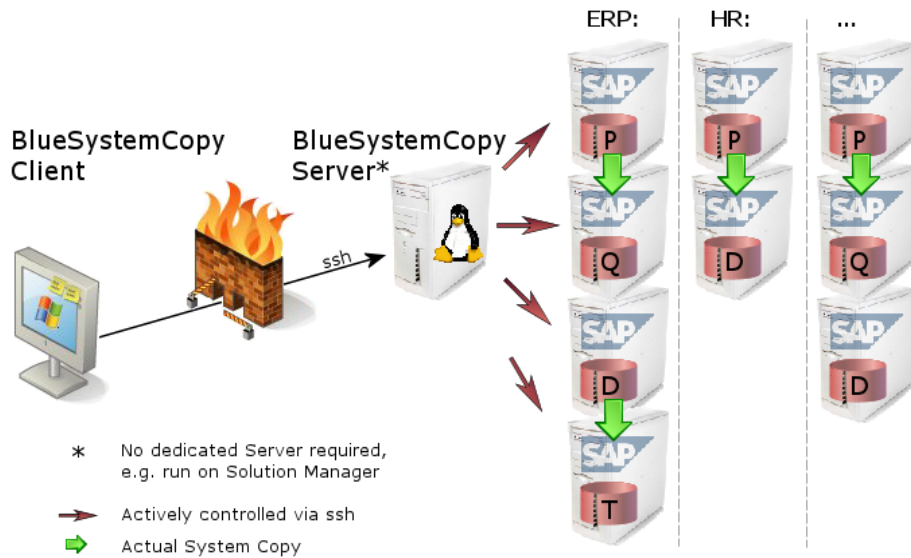 ERP:
HR:
...
BlueSystemCopy
Client
BlueSystemCopy
Server*
ssh
SAP
P
SAP
P
SAP
P
SAP
Q
SAP
D
SAP
Q
SAP
D
SAP
D
SAP
T
* No dedicated Server required,
e.g. run on Solution Manager
Actively controlled via ssh
Actual System Copy